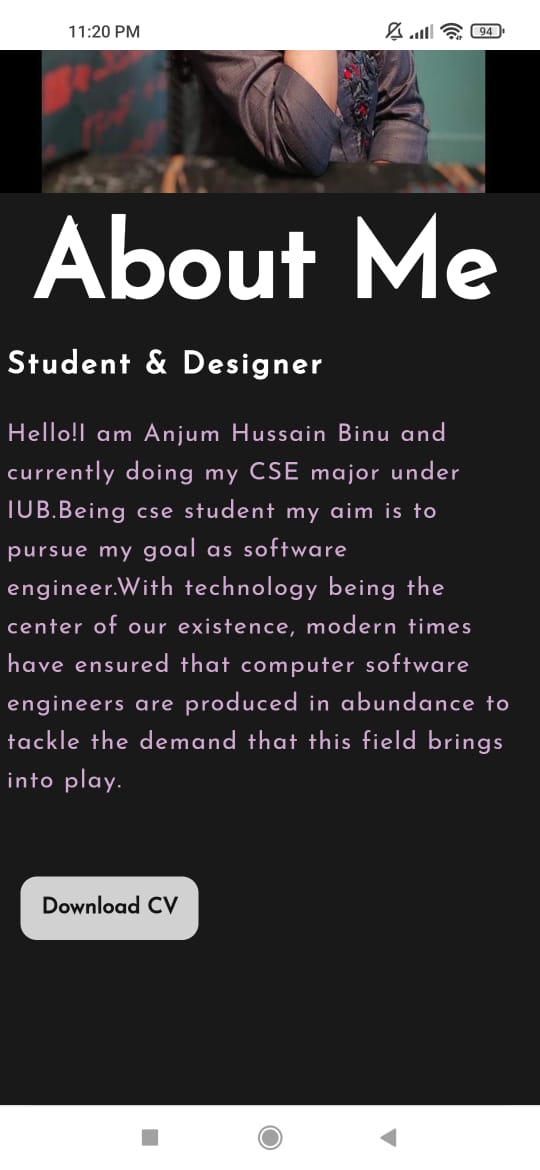 11:20 PM
94
About Me
Student & Designer
Hello!I am Anjum Hussain Binu and
currently doing my CSE major under
IUB.Being cse student my aim is to
pursue my goal as software
engineer.With technology being the
center of our existence, modern times
have ensured that computer software
engineers are produced in abundance to
tackle the demand that this field brings
into play.
Download CV